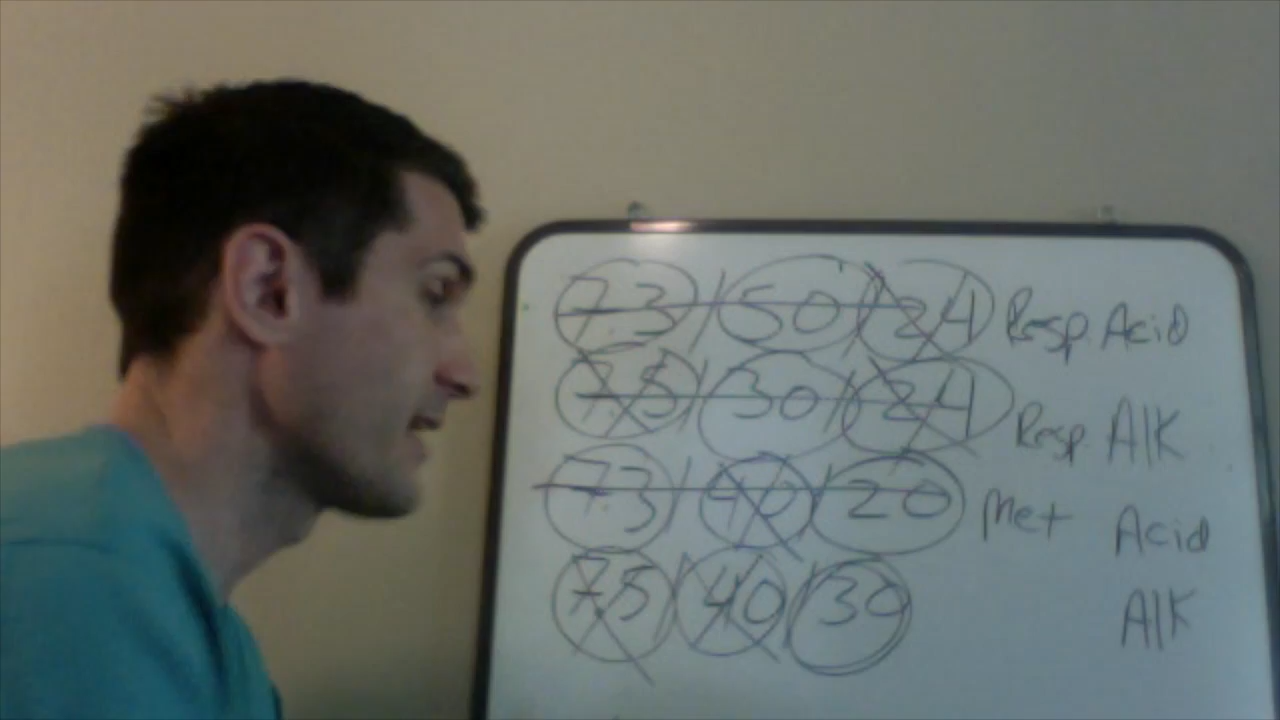 7.3 / 50 / 24 Resp Acid
7.5 / 30 / 24 Resp Alk
7.3 / 40 / 20 Met Acid
7.5 / 40 / 30 Alk